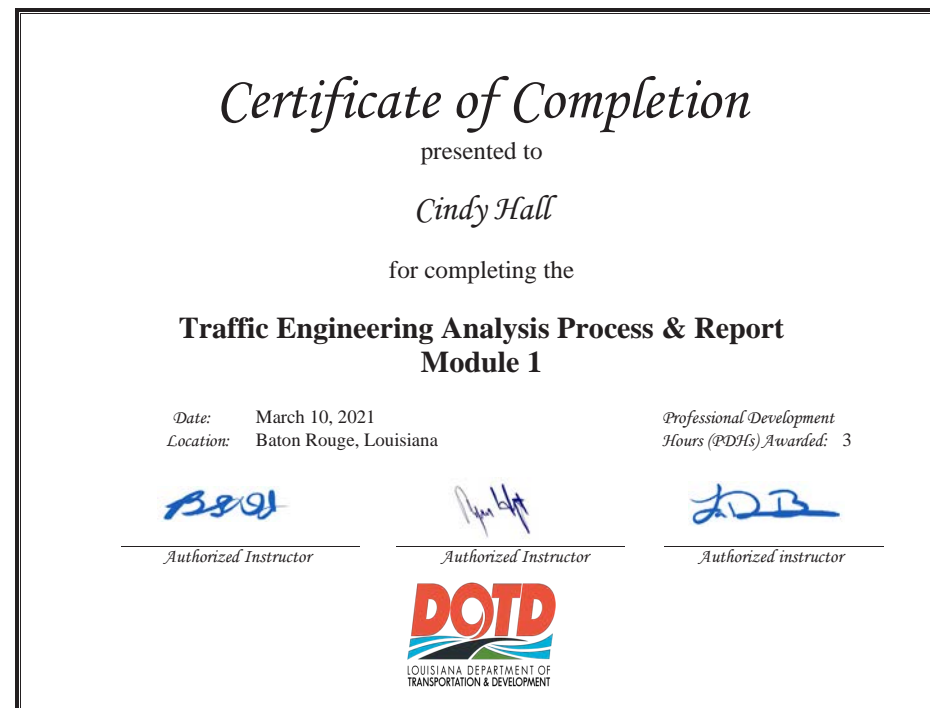 Certificate of Completion
presented to
Cindy Hall
for completing the
Traffic Engineering Analysis Process & Report
Module 1
Date: March 10, 2021
Location: Baton Rouge, Louisiana
Professional Development
Hours (PDHs) Awarded: 3
Authorized Instructor
Authorized Instructor
Authorized instructor
DOTD
LOUISIANA DEPARTMENT OF
TRANSPORTATION & DEVELOPMENT